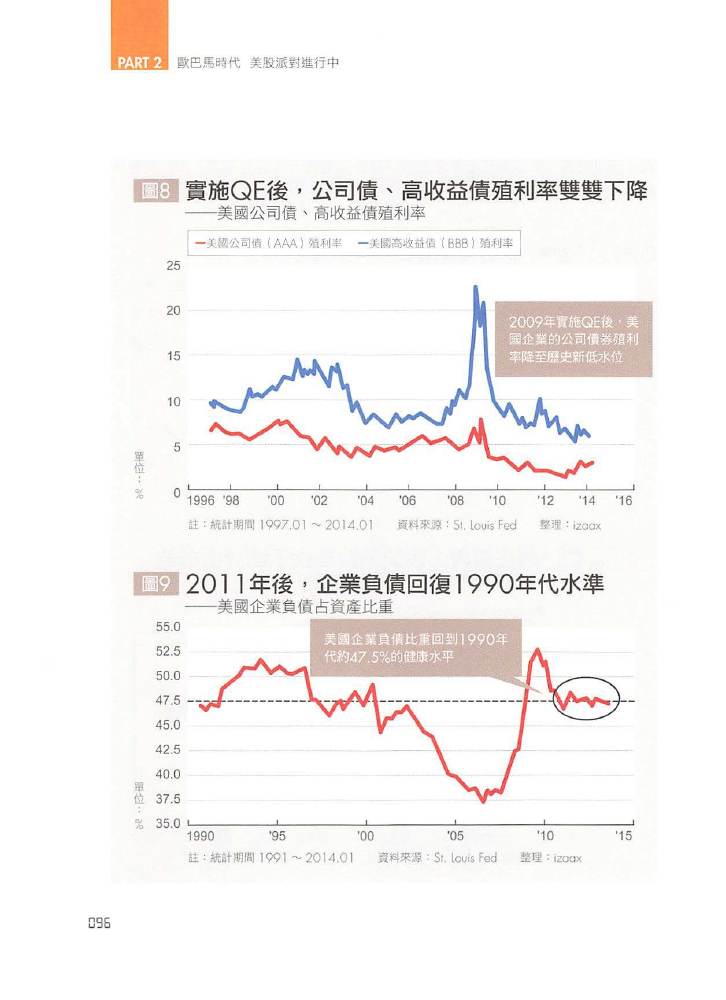 PART 2 歐巴馬時代 美股派對進行中
圖8 實施QE後，公司債、高收益債殖利率雙雙下降
——美國公司債、高收益債殖利率
美國公司債（AAA）殖利率 美國高收益債（BBB）殖利率
25
20
15
10
5
0
單位：%
2009年實施QE後，美
國企業的公司債券殖利
率降至歷史新低水位
1996 '98 '00 '02 '04 '06 '08 '10 '12 '14 '16
註：統計期間1997.01～2014.01 資料來源：St. Louis Fed 整理：izaax
圖9 2011年後，企業負債回復1990年代水準
——美國企業負債占資產比重
55.0
52.5
50.0
47.5
45.0
42.5
40.0
37.5
35.0
單位：%
美國企業負債比重回到1990年
代約47.5%的健康水平
1990 '95 '00 '05 '10 '15
註：統計期間1991～2014.01 資料來源：St. Louis Fed 整理：izaax
096